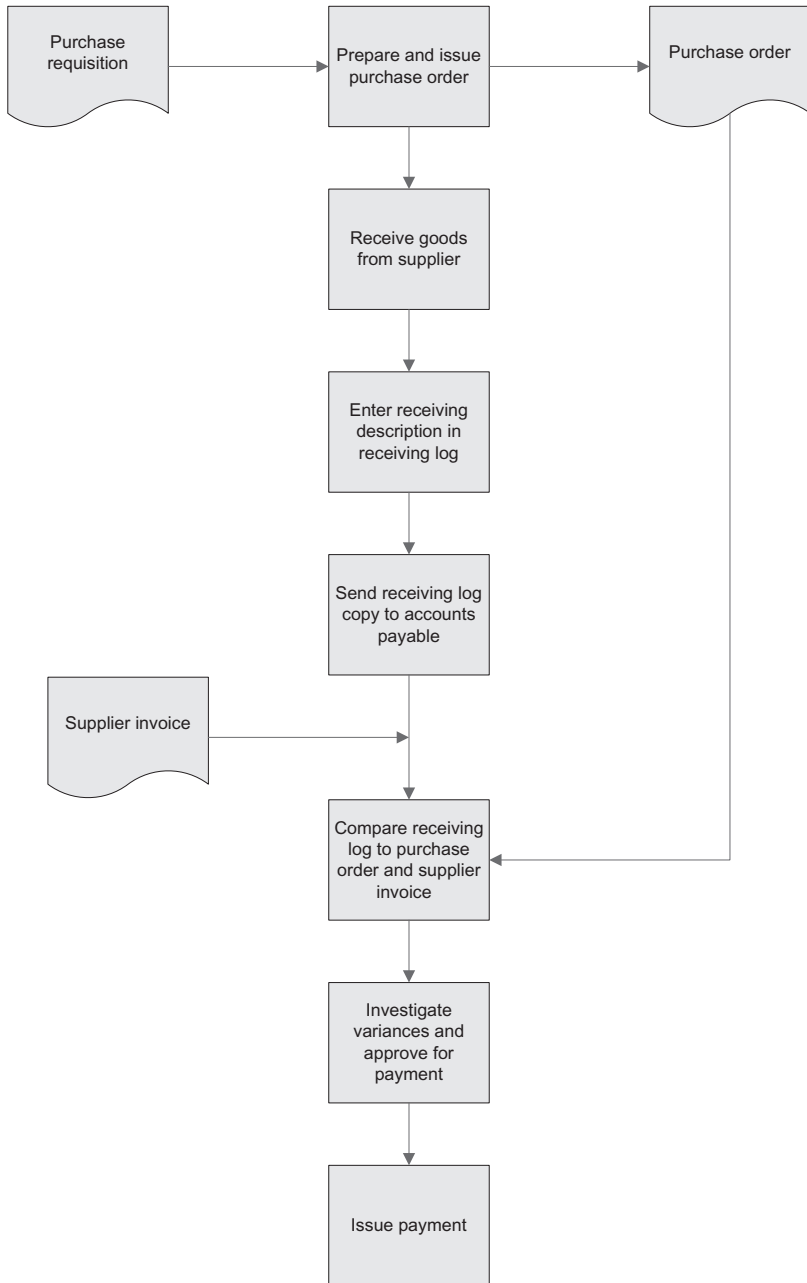 Purchase
requisition
Prepare and issue
purchase order
Purchase order
Receive goods
from supplier
Enter receiving
description in
receiving log
Send receiving log
copy to accounts
payable
Supplier invoice
Compare receiving
log to purchase
order and supplier
invoice
Investigate
variances and
approve for
payment
Issue payment